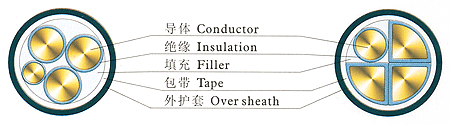 导体 Conductor
绝缘 Insulation
填充 Filler
包带 Tape
外护套 Over sheath